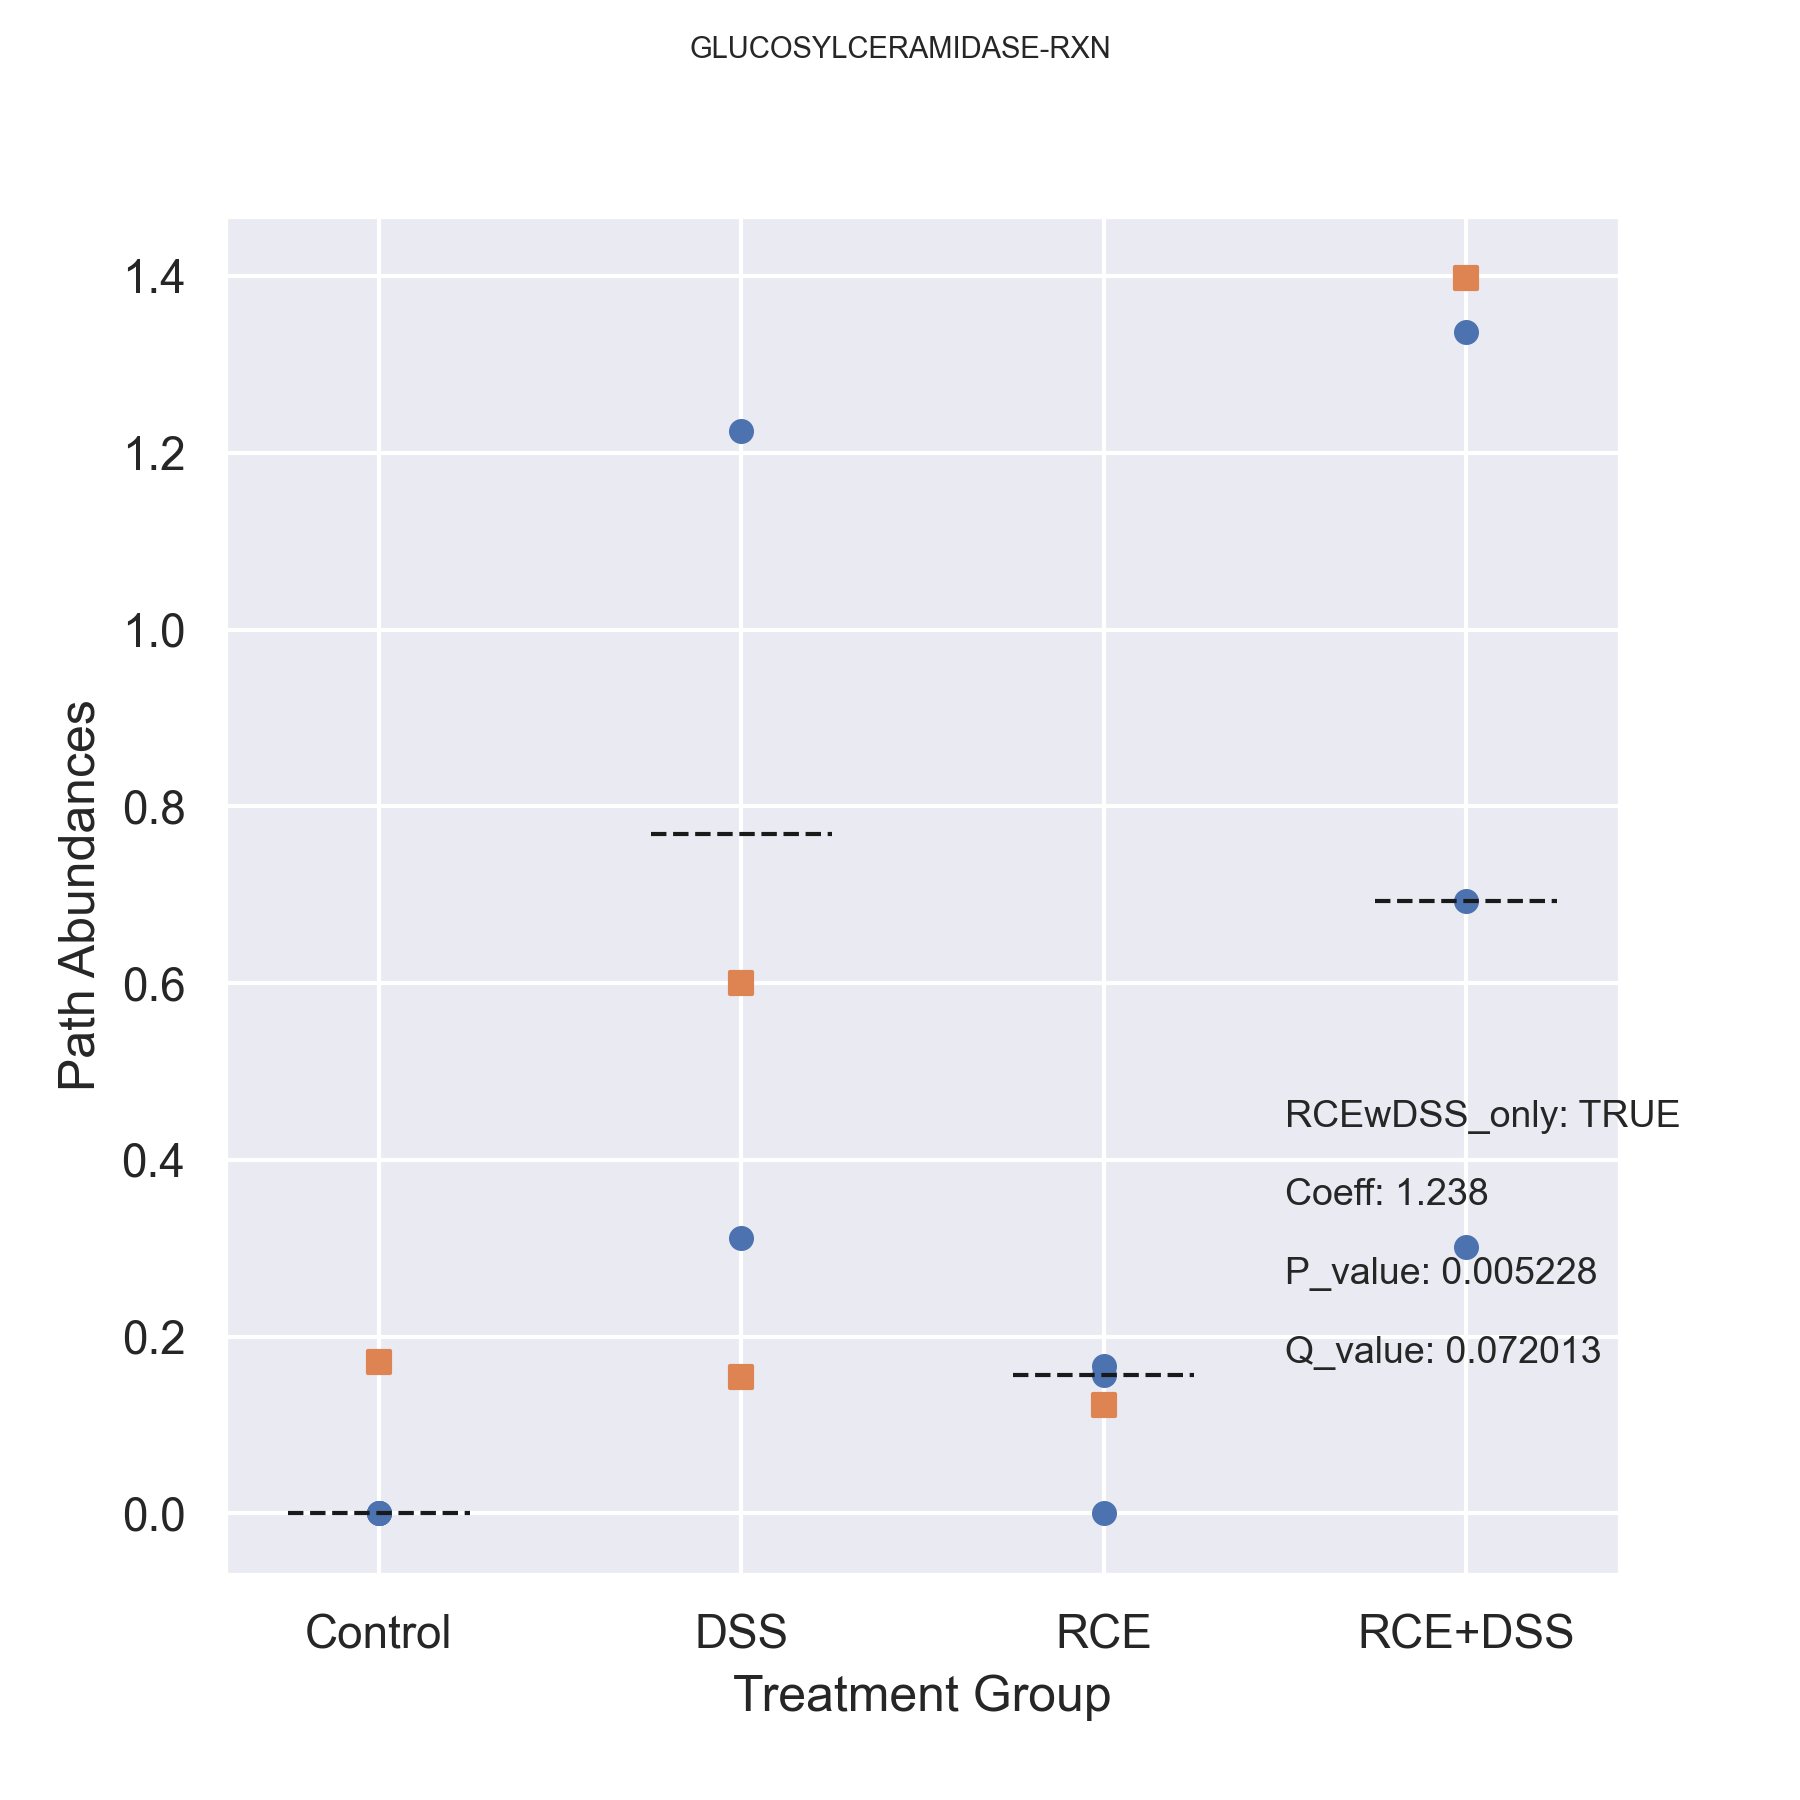 GLUCOSYLCERAMIDASE-RXN
1.4
1.2
1.0
0.8
0.6
0.4
0.2
0.0
Path Abundances
RCEwDSS_only: TRUE
Coeff: 1.238
P_value: 0.005228
Q_value: 0.072013
Control DSS RCE RCE+DSS
Treatment Group